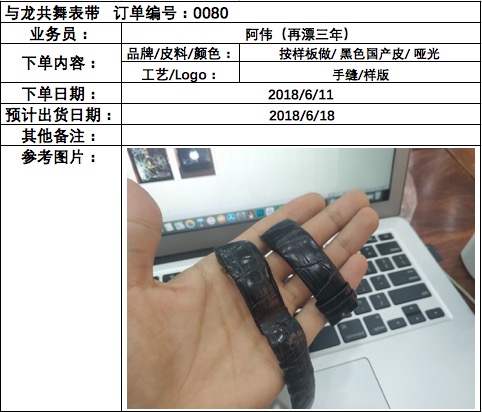 与龙共舞表带 订单编号：0080
业务员： 阿伟（再漂三年）
下单内容： 品牌/皮料/颜色： 按样板做/ 黑色国产皮/ 哑光
工艺/Logo： 手缝/样版
下单日期： 2018/6/11
预计出货日期： 2018/6/18
其他备注：
参考图片：